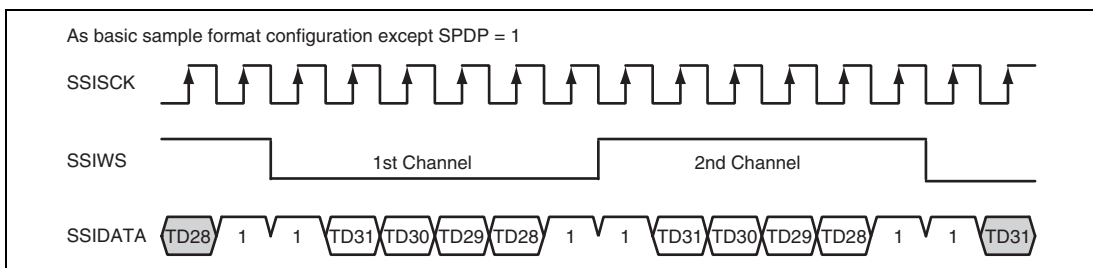 As basic sample format configuration except SPDP = 1
SSISCK
SSIWS 1st Channel 2nd Channel
SSIDATA TD28 1 1 TD31 TD30 TD29 TD28 1 1 TD31 TD30 TD29 TD28 1 1 TD31